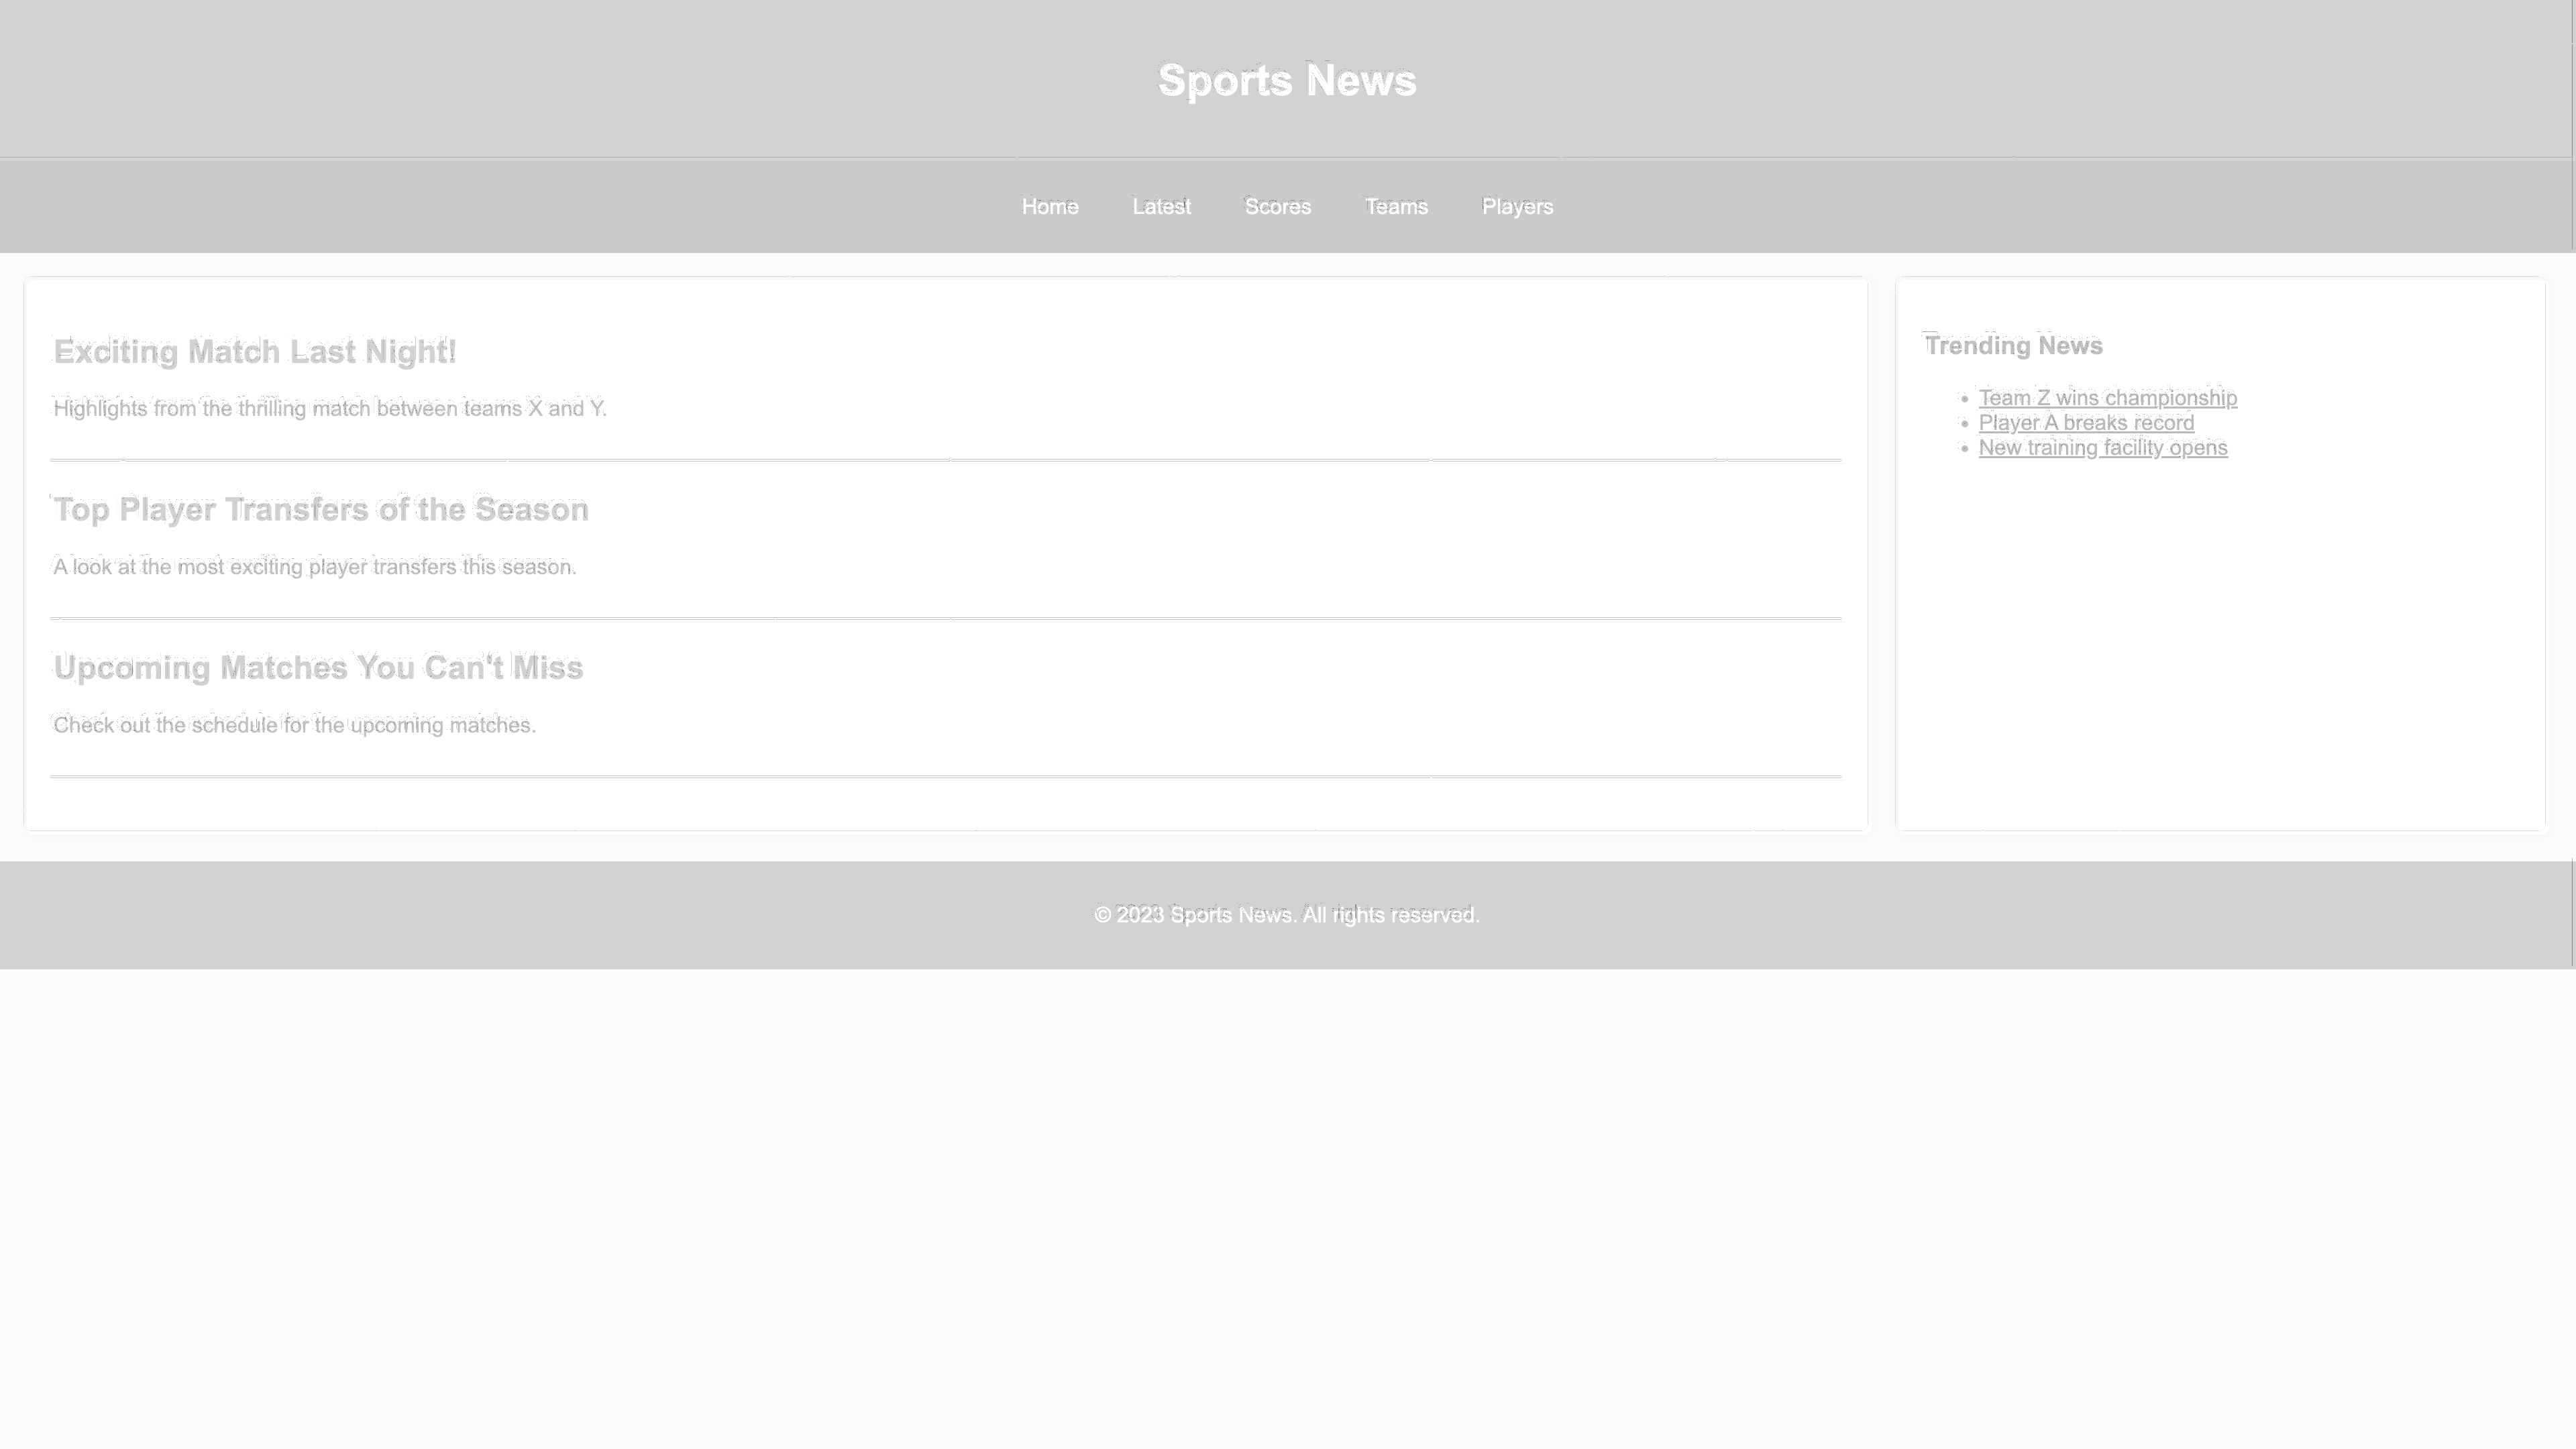 Sports News
Home Latest Scores Teams Players
Exciting Match Last Night!
Highlights from the thrilling match between teams X and Y.
Top Player Transfers of the Season
A look at the most exciting player transfers this season.
Upcoming Matches You Can't Miss
Check out the schedule for the upcoming matches.
Trending News
Team Z wins championship
Player A breaks record
New training facility opens
© 2023 Sports News. All rights reserved.